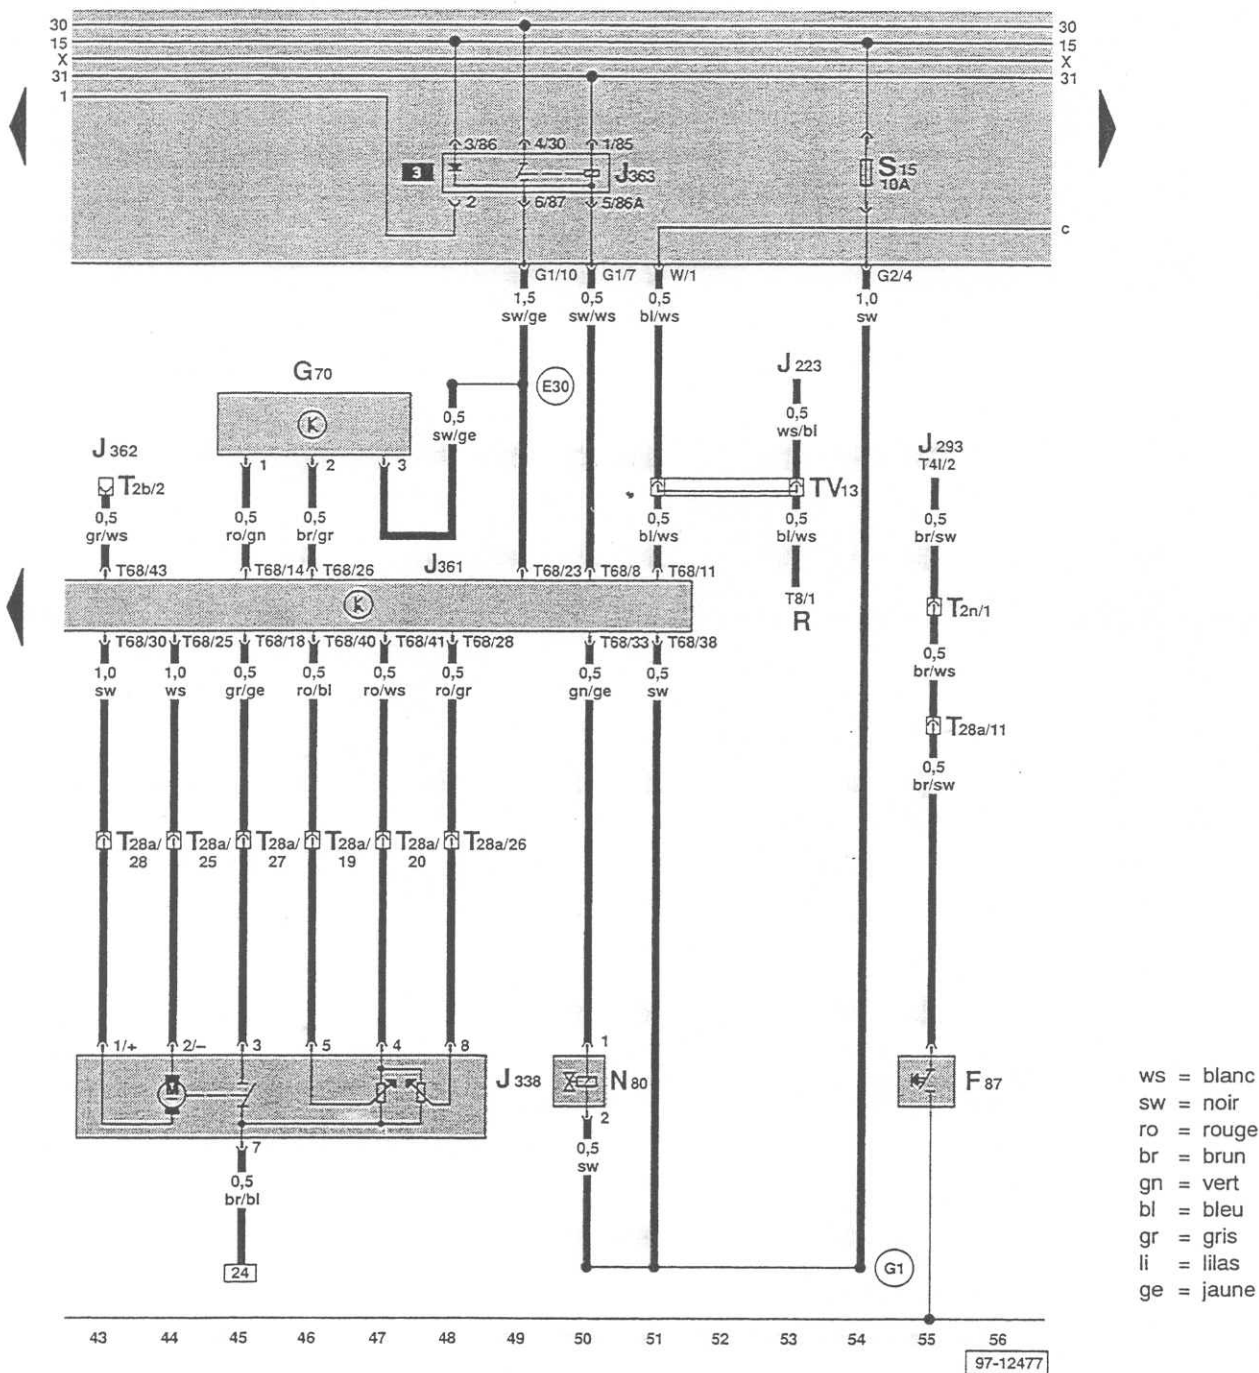 30
15
X
31
1
30
15
X
31
3/86
4/30
1/85
3
J363
S15
10A
2
6/87
5/86A
c
G1/10
G1/7
W/1
G2/4
1,5
sw/ge
0,5
sw/ws
0,5
bl/ws
1,0
sw
G70
E30
J223
K
0,5
sw/ge
0,5
ws/bl
J362
J293
T4l/2
1
2
3
T2b/2
TV13
0,5
gr/ws
0,5
ro/gn
0,5
br/gr
0,5
bl/ws
0,5
bl/ws
0,5
br/sw
J361
T68/43
T68/14
T68/26
T68/23
T68/8
T68/11
K
T8/1
R
T2n/1
T68/30
T68/25
T68/18
T68/40
T68/41
T68/28
T68/33
T68/38
1,0
sw
1,0
ws
0,5
gr/ge
0,5
ro/bl
0,5
ro/ws
0,5
ro/gr
0,5
gn/ge
0,5
sw
0,5
br/ws
T28a/11
0,5
br/sw
T28a/
28
T28a/
25
T28a/
27
T28a/
19
T28a/
20
T28a/26
1/+
2/–
3
5
4
8
1
M
J338
N80
F87
7
2
0,5
br/bl
0,5
sw
24
G1
ws = blanc
sw = noir
ro = rouge
br = brun
gn = vert
bl = bleu
gr = gris
li = lilas
ge = jaune
43 44 45 46 47 48 49 50 51 52 53 54 55 56
97-12477